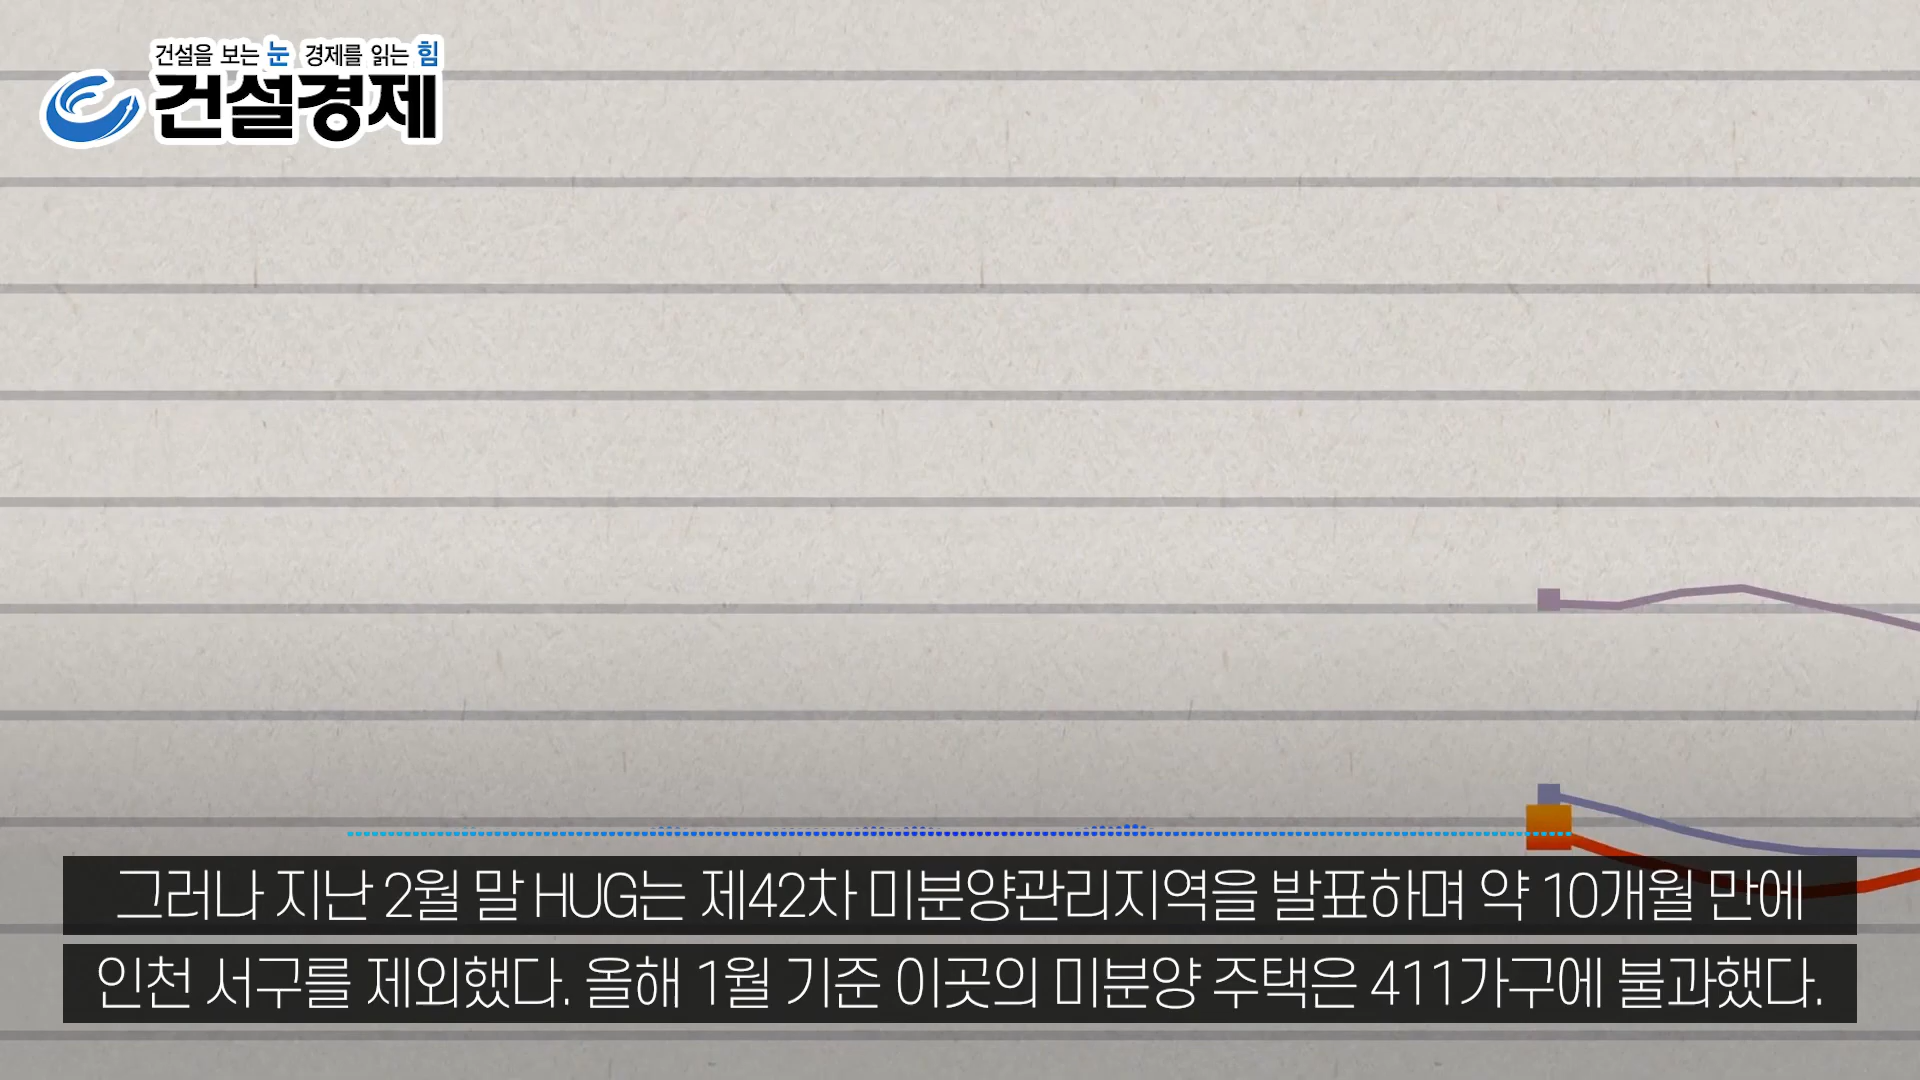 건설을 보는 눈 경제를 읽는 힘
건설경제
그러나 지난 2월 말 HUG는 제42차 미분양관리지역을 발표하며 약 10개월 만에
인천 서구를 제외했다. 올해 1월 기준 이곳의 미분양 주택은 411가구에 불과했다.